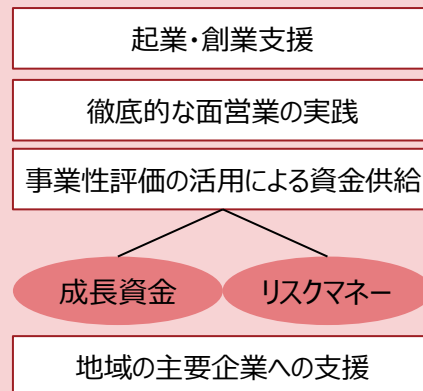 起業・創業支援
徹底的な面営業の実践
事業性評価の活用による資金供給
成長資金
リスクマネー
地域の主要企業への支援